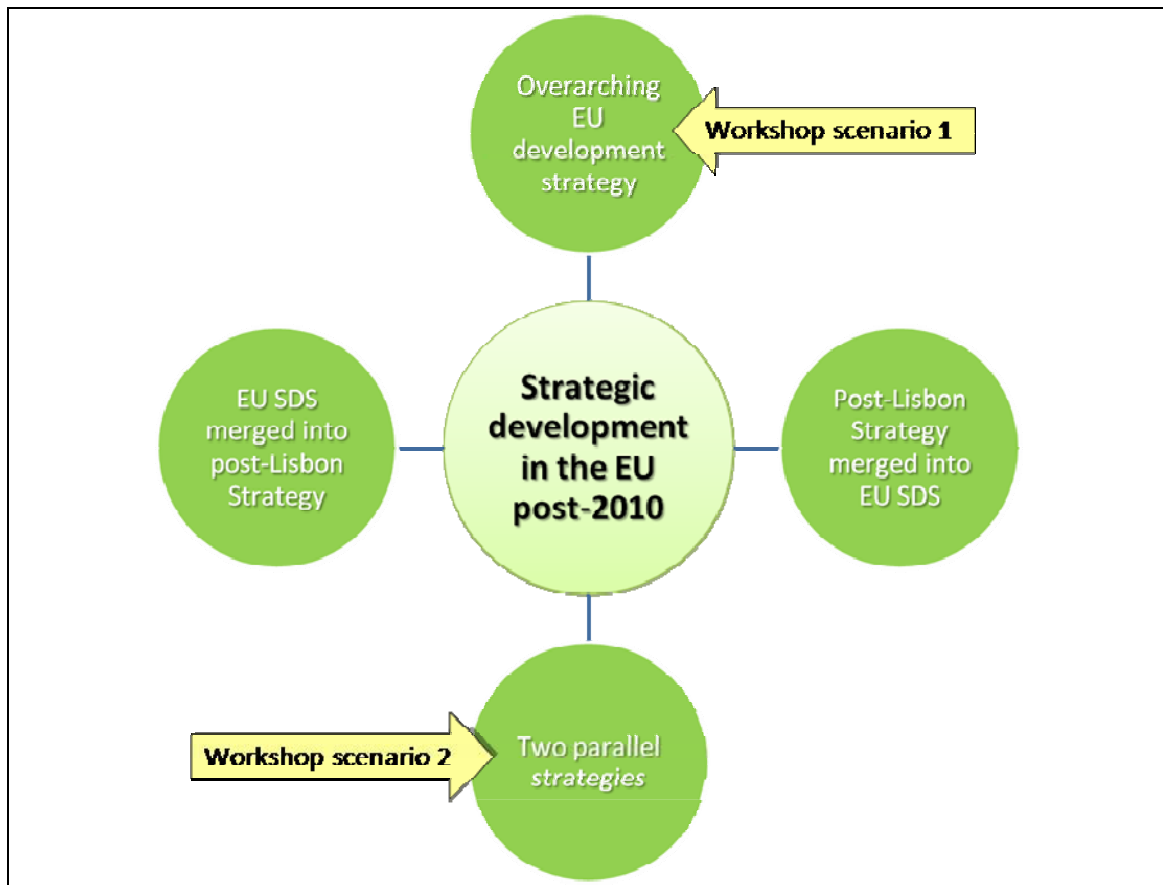 Overarching
EU
development
strategy
Workshop scenario 1
EU SDS
merged into
post-Lisbon
Strategy
Strategic
development
in the EU
post-2010
Post-Lisbon
Strategy
merged into
EU SDS
Workshop scenario 2
Two parallel
strategies